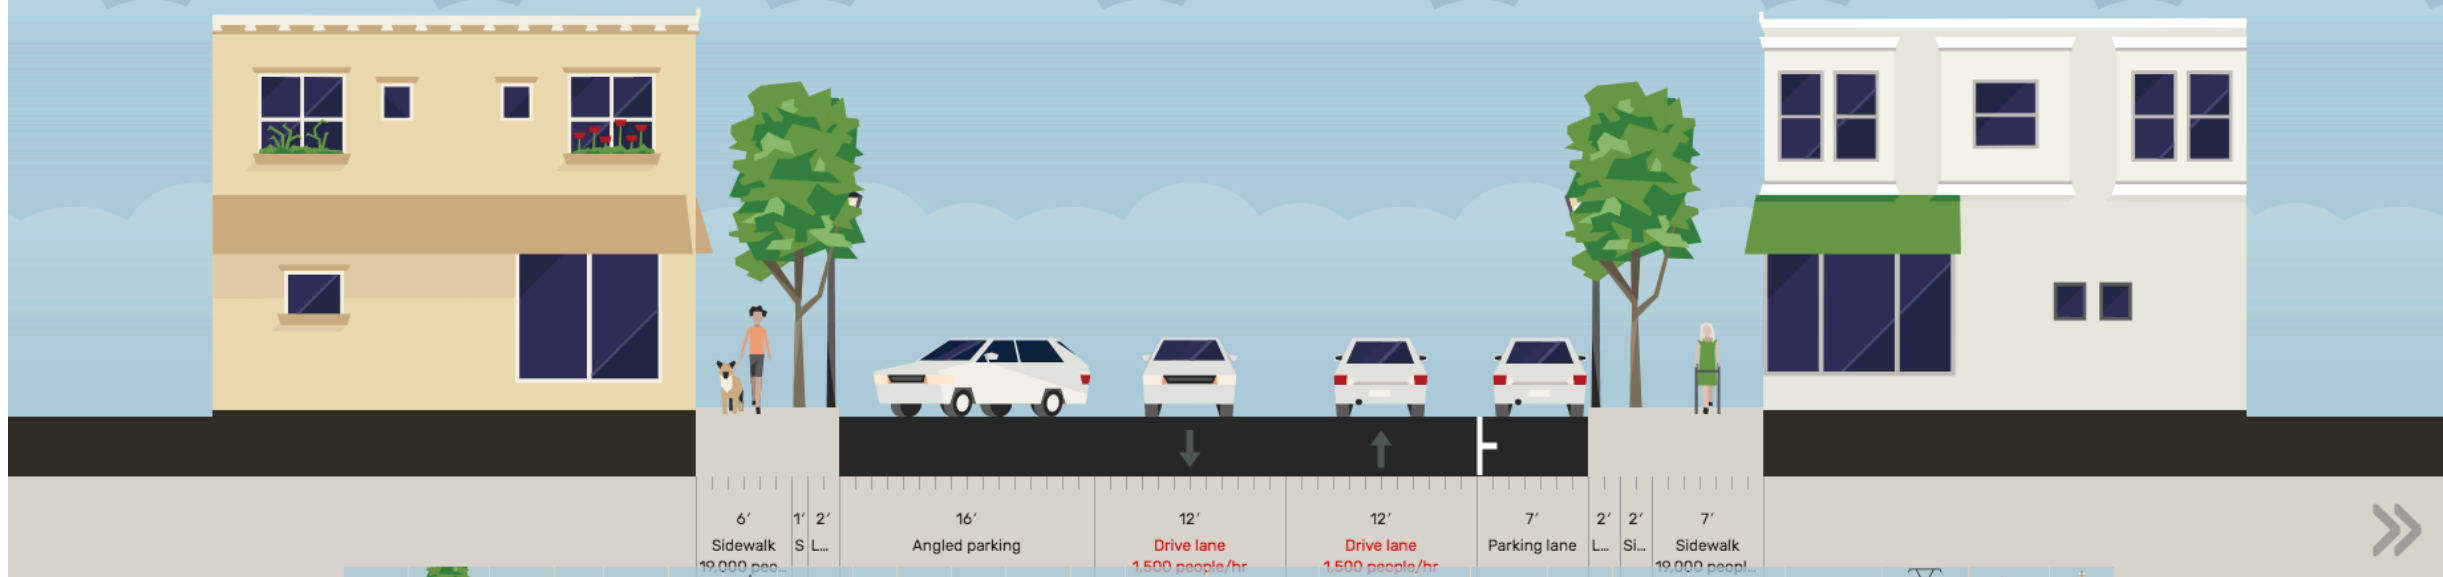 6′ 1′ 2′ 16′ 12′ 12′ 7′ 2′ 2′ 7′
Sidewalk S L... Angled parking Drive lane Drive lane Parking lane L... Si... Sidewalk
19,000 peo... 1,500 people/hr 1,500 people/hr 19,000 peopl...